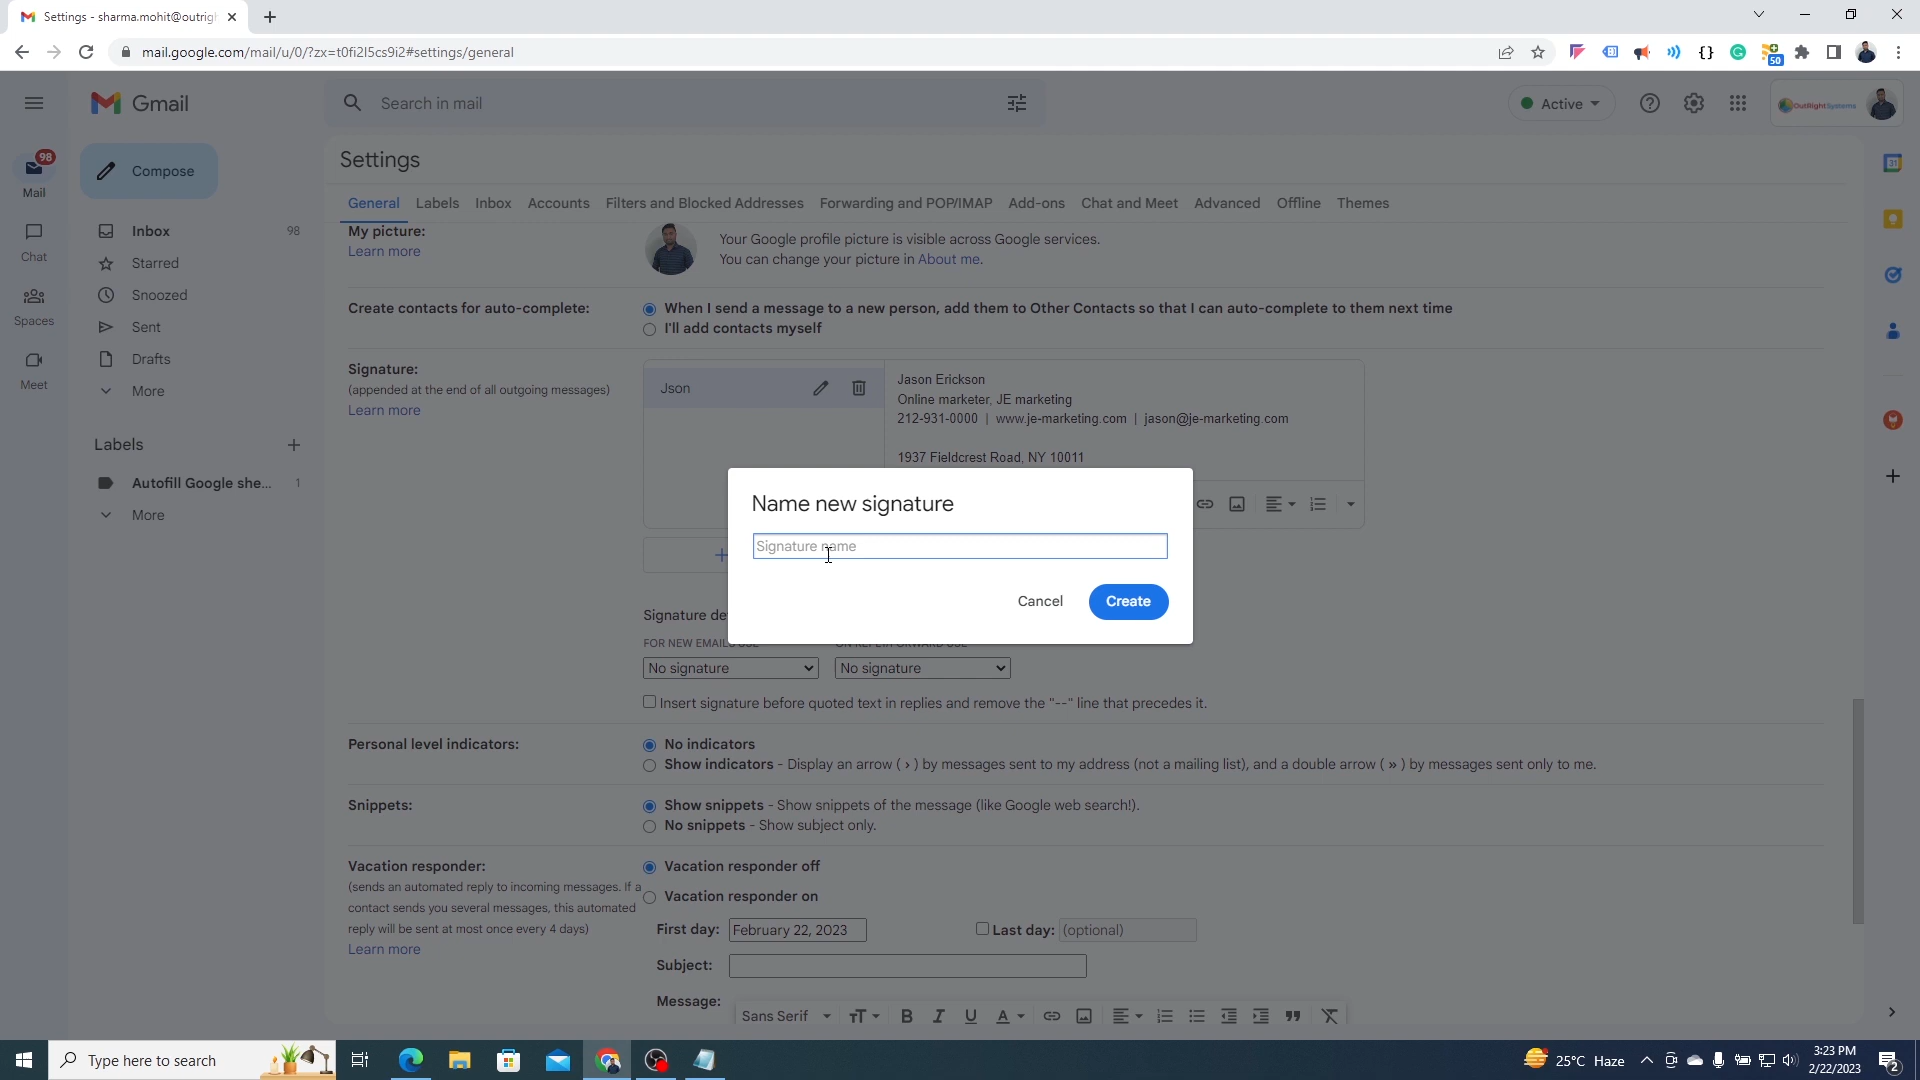 Settings - sharma.mohit@outrigh
mail.google.com/mail/u/0/?zx=t0fi2l5cs9i2#settings/general
50
Gmail
Search in mail
Active
OutRight Systems
98
Mail
Chat
Spaces
Meet
Compose
Inbox 98
Starred
Snoozed
Sent
Drafts
More
Labels
Autofill Google she... 1
More
31
Settings
General Labels Inbox Accounts Filters and Blocked Addresses Forwarding and POP/IMAP Add-ons Chat and Meet Advanced Offline Themes
My picture:
Learn more
Your Google profile picture is visible across Google services.
You can change your picture in About me.
Create contacts for auto-complete:
When I send a message to a new person, add them to Other Contacts so that I can auto-complete to them next time
I'll add contacts myself
Signature:
(appended at the end of all outgoing messages)
Learn more
Json
Jason Erickson
Online marketer, JE marketing
212-931-0000 | www.je-marketing.com | jason@je-marketing.com
1937 Fieldcrest Road, NY 10011
Name new signature
Signature name
Cancel Create
Signature de
FOR NEW EMAILS USE
No signature No signature
Insert signature before quoted text in replies and remove the "--" line that precedes it.
Personal level indicators:
No indicators
Show indicators - Display an arrow ( › ) by messages sent to my address (not a mailing list), and a double arrow ( » ) by messages sent only to me.
Snippets:
Show snippets - Show snippets of the message (like Google web search!).
No snippets - Show subject only.
Vacation responder:
(sends an automated reply to incoming messages. If a
contact sends you several messages, this automated
reply will be sent at most once every 4 days)
Learn more
Vacation responder off
Vacation responder on
First day: February 22, 2023 Last day: (optional)
Subject:
Message:
Sans Serif
Type here to search
25°C Haze
3:23 PM
2/22/2023
2